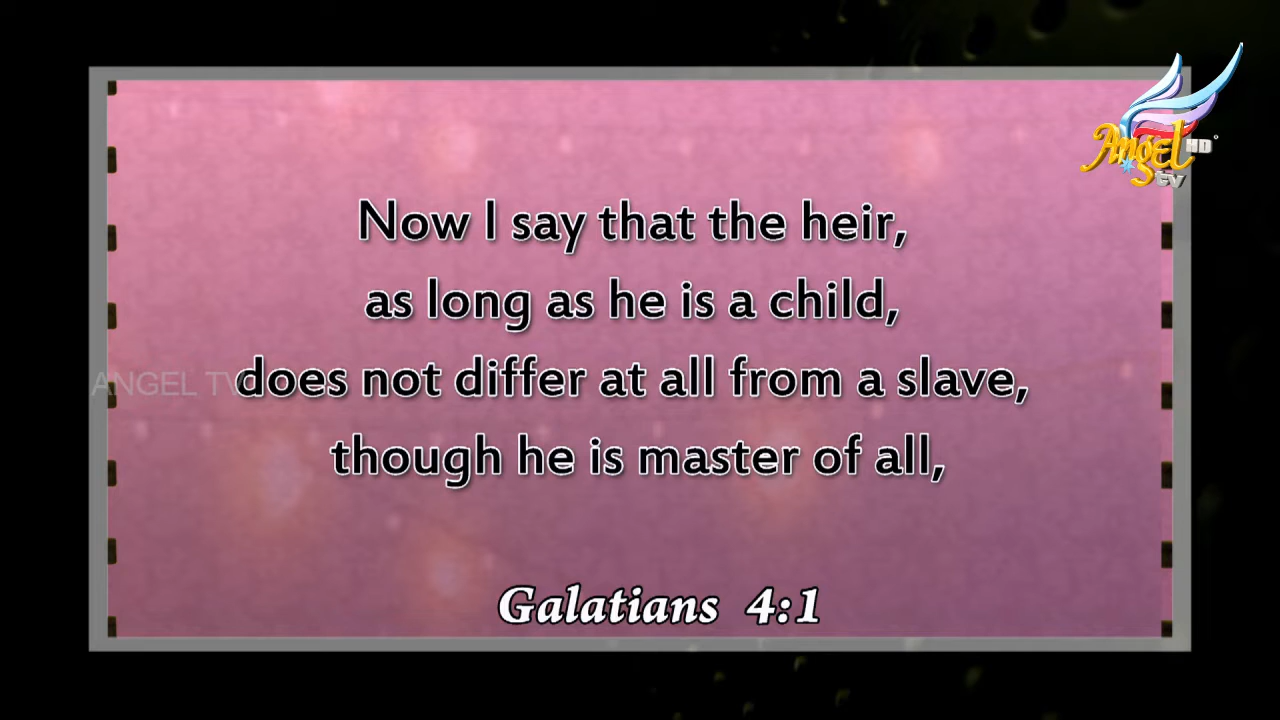 Angel HD
tv
Now I say that the heir,
as long as he is a child,
ANGEL TV
does not differ at all from a slave,
though he is master of all,
Galatians 4:1